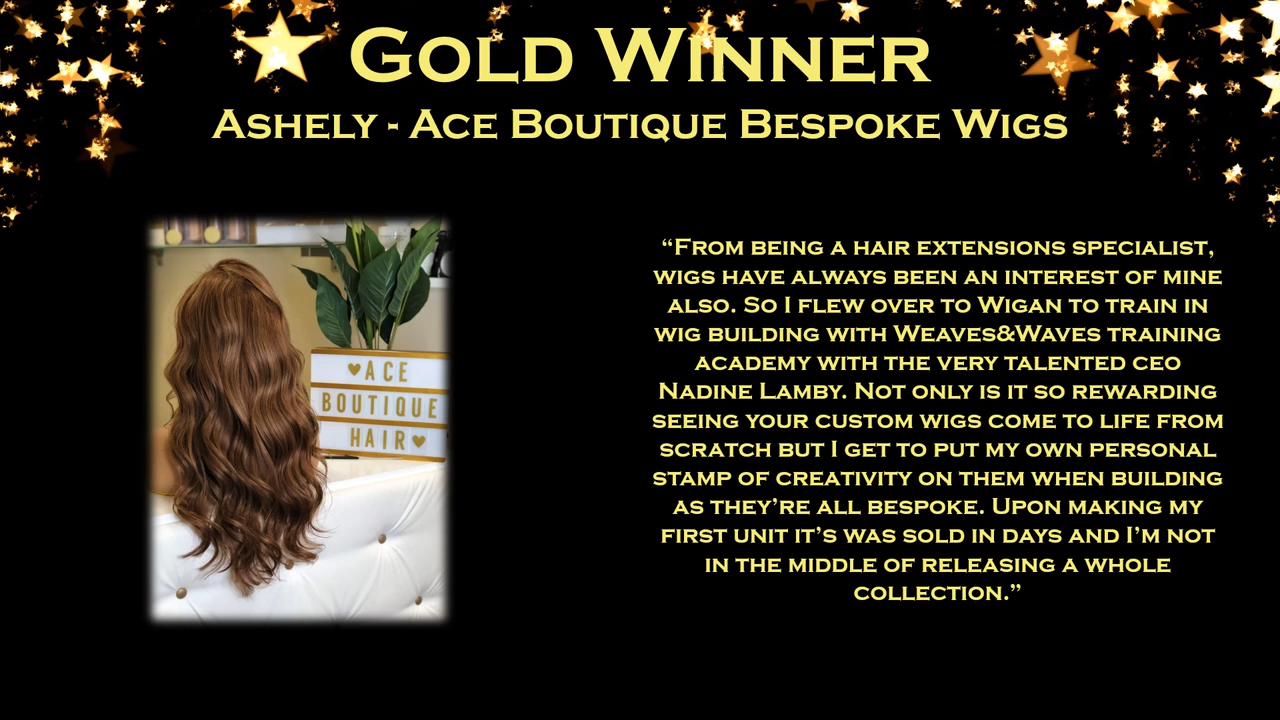 Gold Winner
Ashely - Ace Boutique Bespoke Wigs
♥ACE
BOUTIQUE
HAIR♥
“From being a hair extensions specialist,
wigs have always been an interest of mine
also. So I flew over to Wigan to train in
wig building with Weaves&Waves training
academy with the very talented CEO
Nadine Lamby. Not only is it so rewarding
seeing your custom wigs come to life from
scratch but I get to put my own personal
stamp of creativity on them when building
as they’re all bespoke. Upon making my
first unit it’s was sold in days and I’m not
in the middle of releasing a whole
collection.”